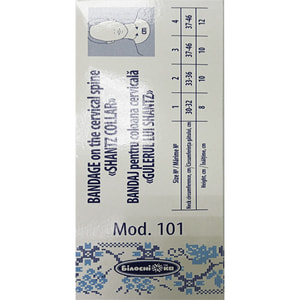 BANDAGE on the cervical spine
«SHANTZ COLLAR»
BANDAJ pentru coloana cervicală
«GULERUL LUI SHANTZ»
Size № / Mărime № 1 2 3 4
Neck circumference, cm / Circumferința gâtului, cm 30-32 33-36 37-46 37-46
Height, cm / Înălțime, cm 8 10 10 12
Mod. 101
Білосніжка